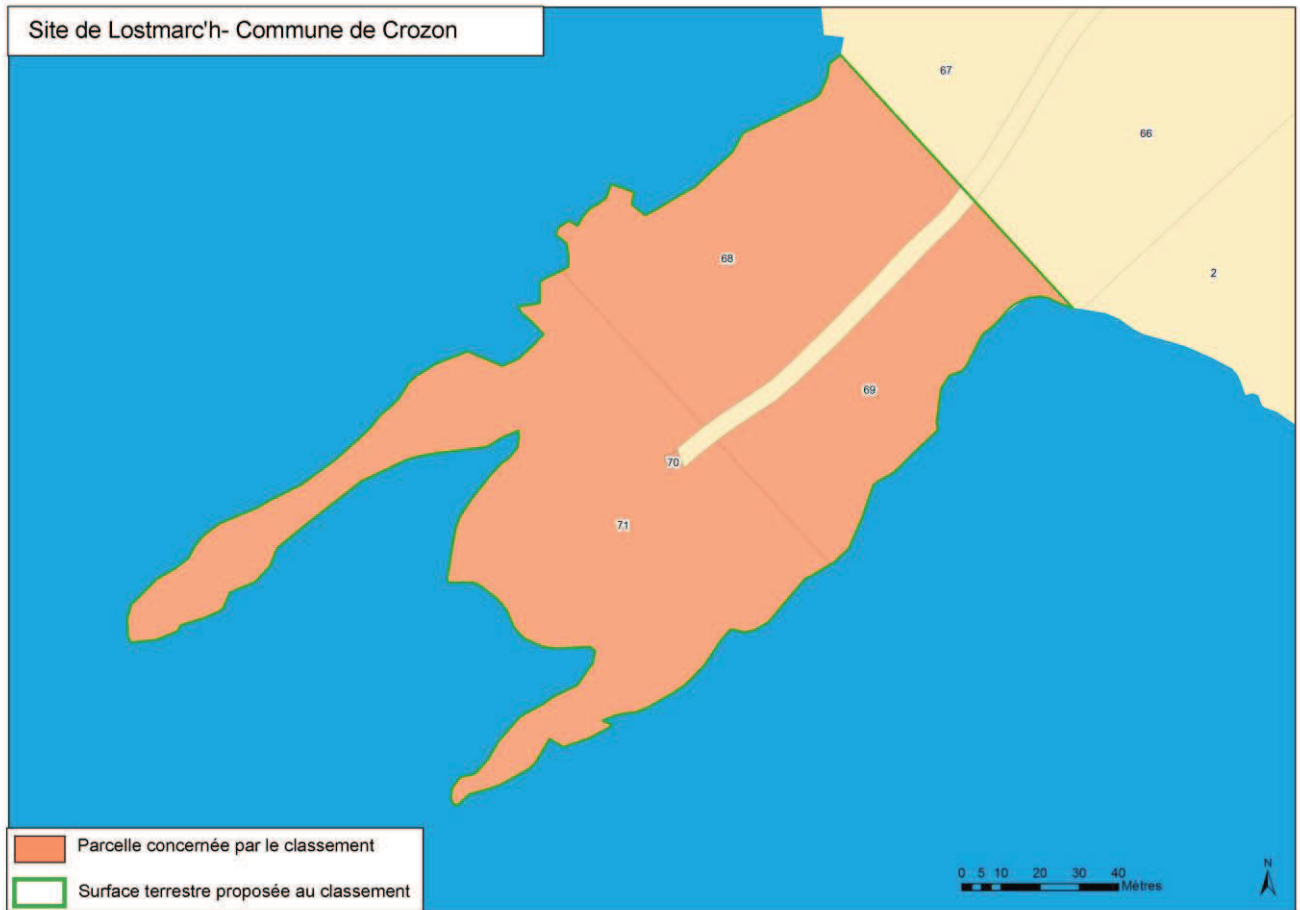 Site de Lostmarc'h- Commune de Crozon
67
66
68
2
69
70
71
Parcelle concernée par le classement
Surface terrestre proposée au classement
0 5 10 20 30 40
Mètres
N